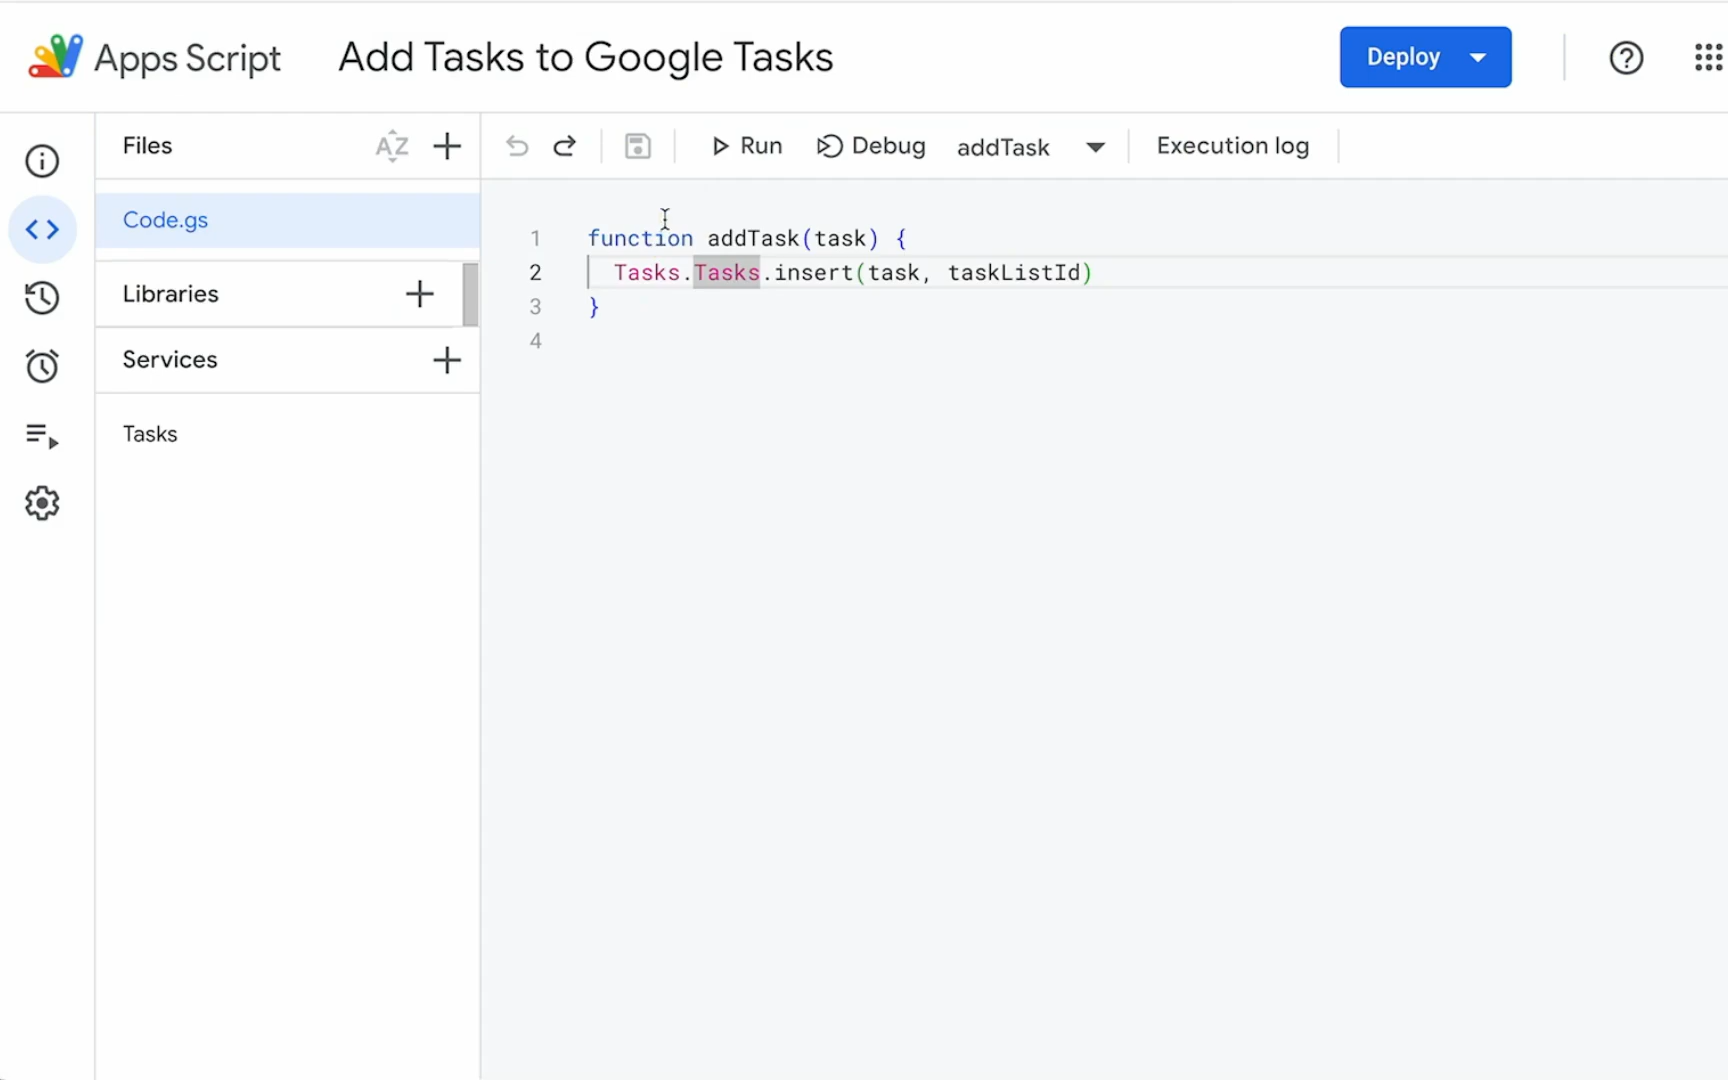 Apps Script
Add Tasks to Google Tasks
Deploy
Files
AZ
Run
Debug
addTask
Execution log
Code.gs
Libraries
Services
Tasks
1 function addTask(task) {
2 Tasks.Tasks.insert(task, taskListId)
3 }
4